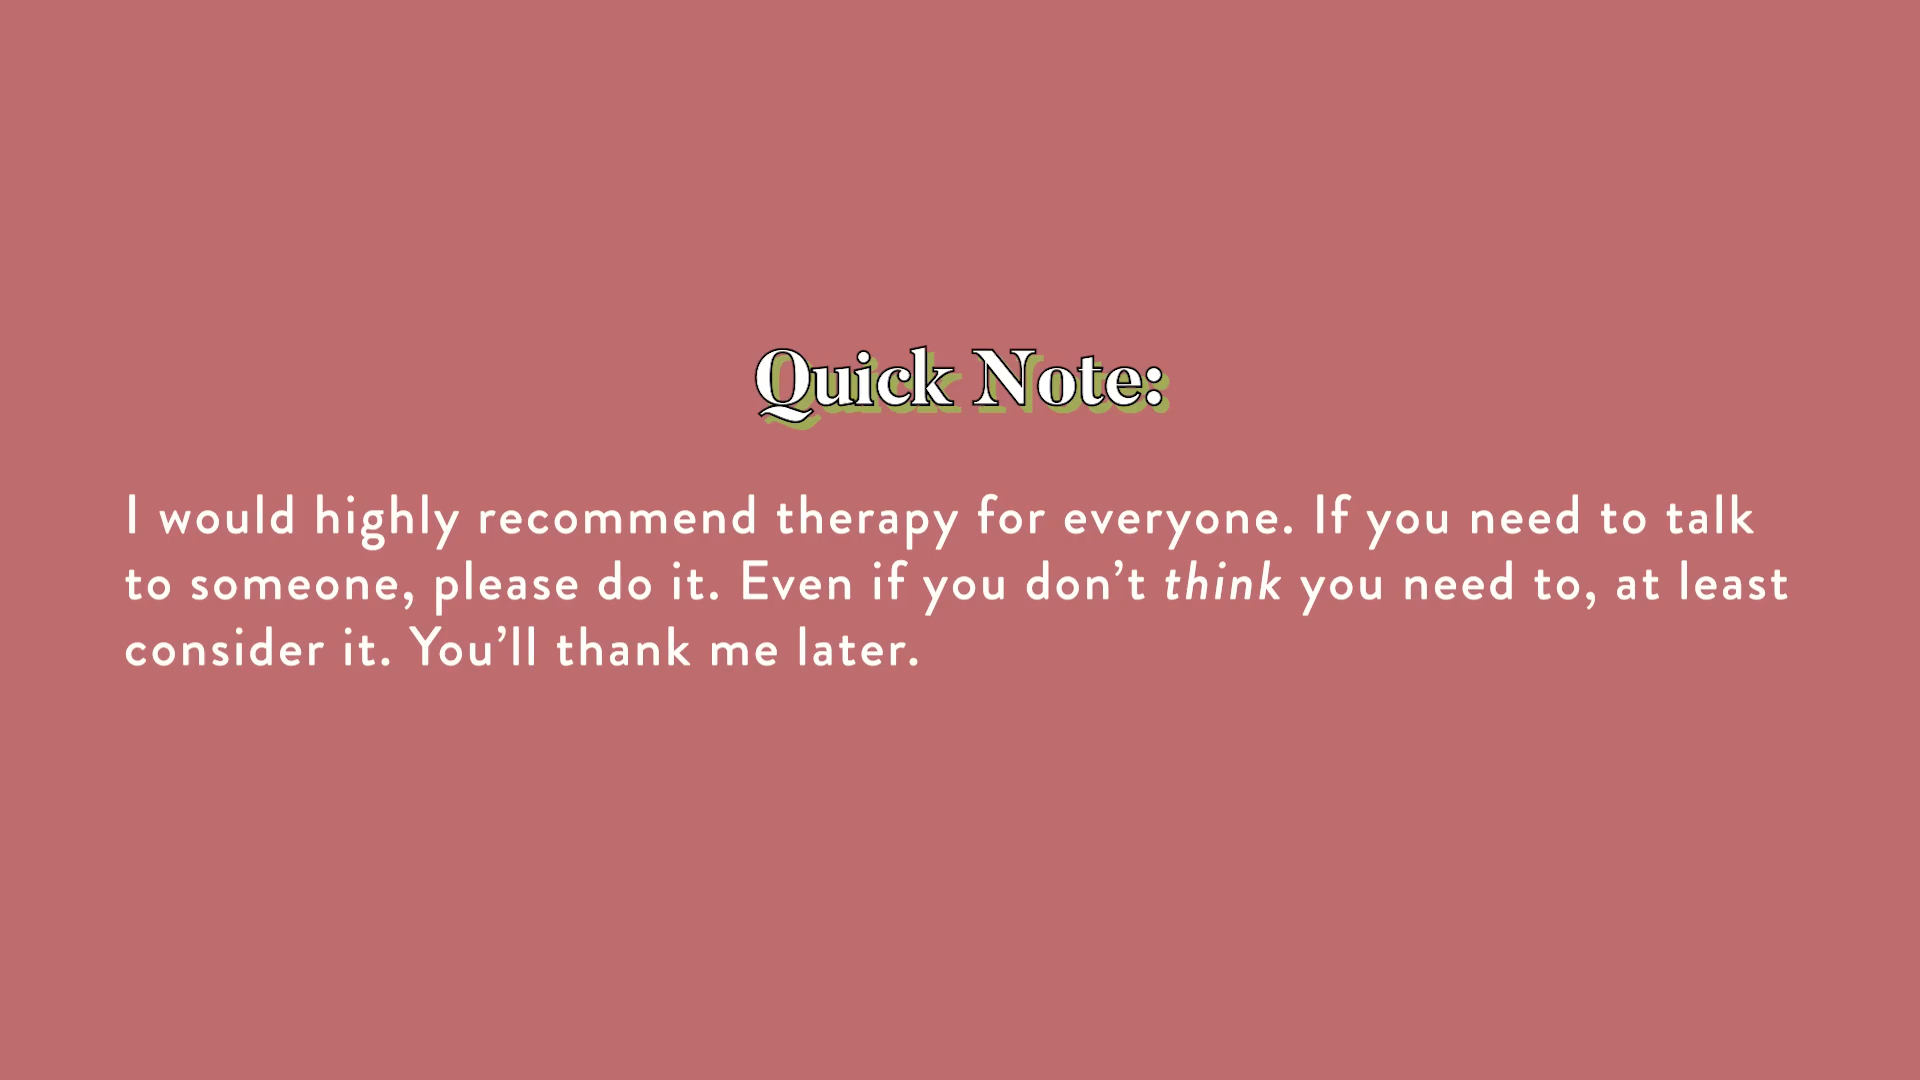 Quick Note:
I would highly recommend therapy for everyone. If you need to talk
to someone, please do it. Even if you don’t think you need to, at least
consider it. You’ll thank me later.